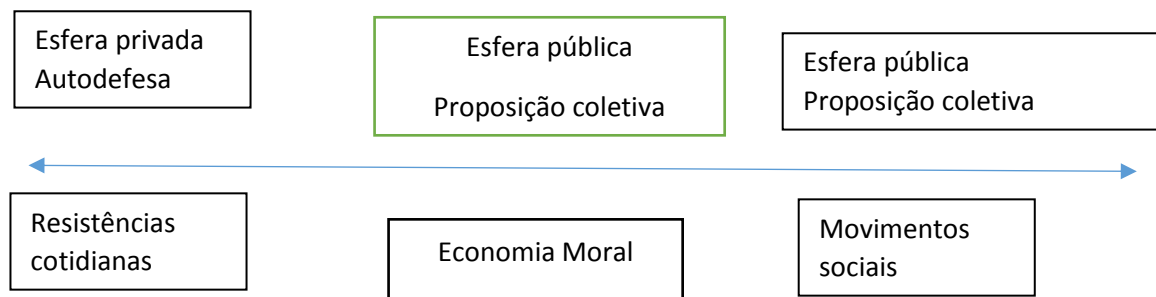 Esfera privada
Autodefesa
Esfera pública
Proposição coletiva
Esfera pública
Proposição coletiva
Resistências
cotidianas
Economia Moral
Movimentos
sociais